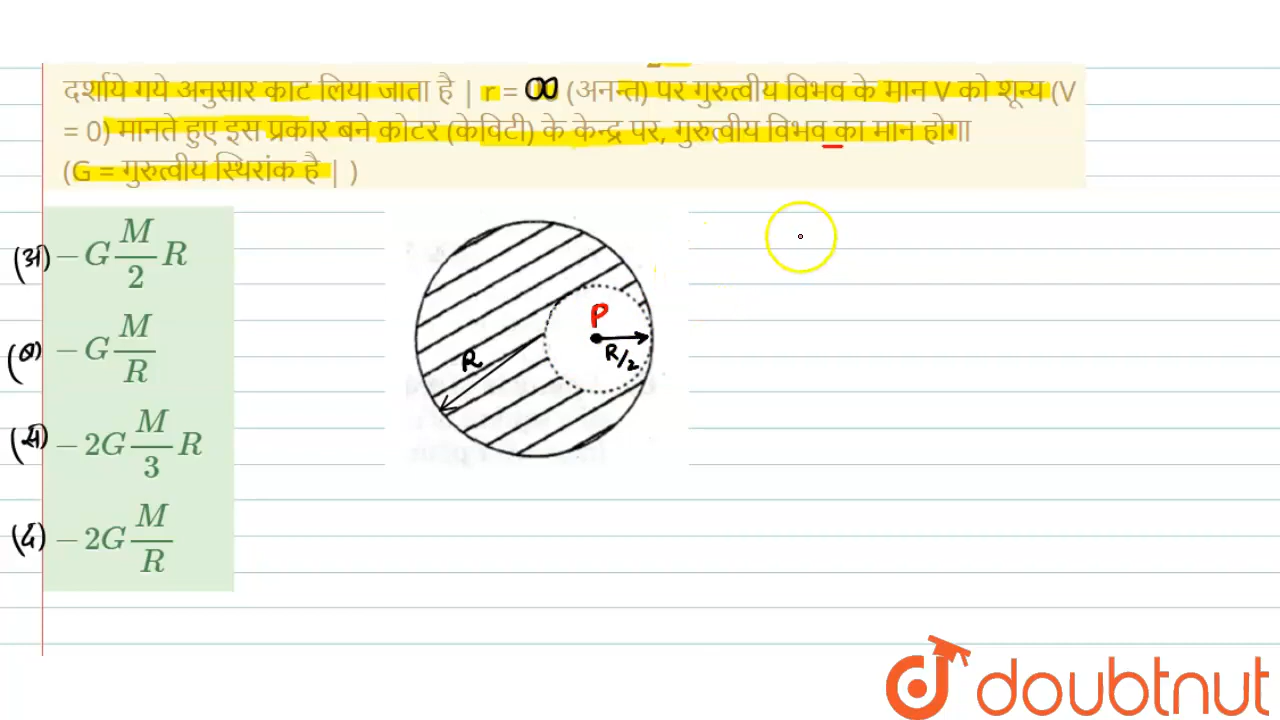 दर्शाये गये अनुसार काट लिया जाता है | r = ∞ (अनन्त) पर गुरुत्वीय विभव के मान V को शून्य (V
= 0) मानते हुए इस प्रकार बने कोटर (केविटी) के केन्द्र पर, गुरुत्वीय विभव का मान होगा
(G = गुरुत्वीय स्थिरांक है | )
(अ) -G M/2 R
(ब) -G M/R
(स) -2G M/3 R
(द) -2G M/R
P
R
R/2
doubtnut